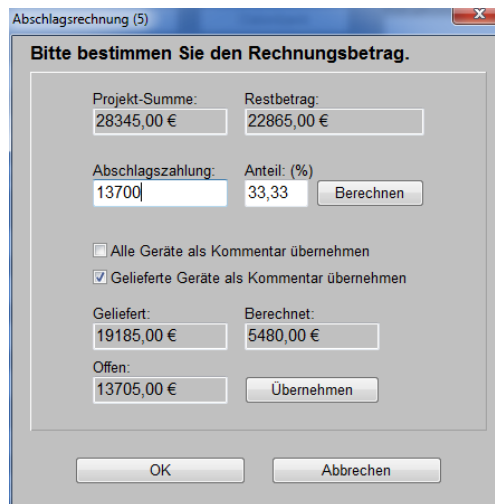 Abschlagsrechnung (5)
Bitte bestimmen Sie den Rechnungsbetrag.
Projekt-Summe: Restbetrag:
28345,00 € 22865,00 €
Abschlagszahlung: Anteil: (%)
13700 33,33 Berechnen
Alle Geräte als Kommentar übernehmen
Gelieferte Geräte als Kommentar übernehmen
Geliefert: Berechnet:
19185,00 € 5480,00 €
Offen:
13705,00 € Übernehmen
OK Abbrechen